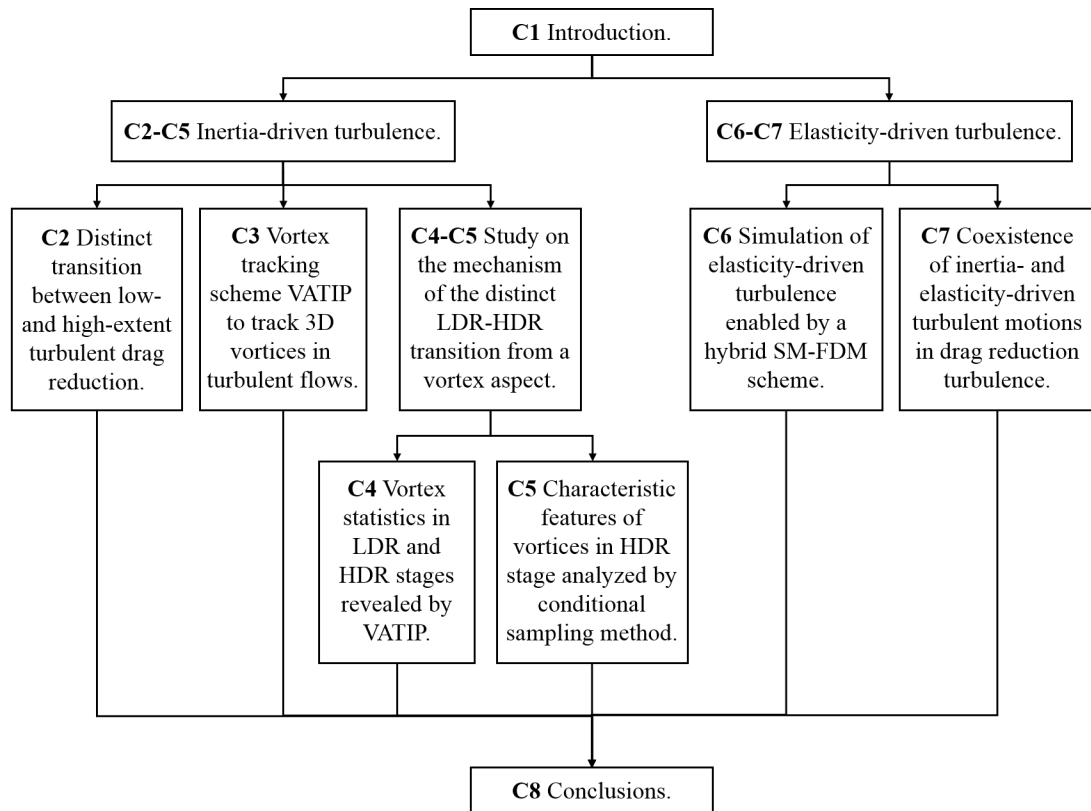 C1 Introduction.
C2-C5 Inertia-driven turbulence.
C6-C7 Elasticity-driven turbulence.
C2 Distinct
transition
between low-
and high-extent
turbulent drag
reduction.
C3 Vortex
tracking
scheme VATIP
to track 3D
vortices in
turbulent flows.
C4-C5 Study on
the mechanism
of the distinct
LDR-HDR
transition from a
vortex aspect.
C6 Simulation of
elasticity-driven
turbulence
enabled by a
hybrid SM-FDM
scheme.
C7 Coexistence
of inertia- and
elasticity-driven
turbulent motions
in drag reduction
turbulence.
C4 Vortex
statistics in
LDR and
HDR stages
revealed by
VATIP.
C5 Characteristic
features of
vortices in HDR
stage analyzed by
conditional
sampling method.
C8 Conclusions.